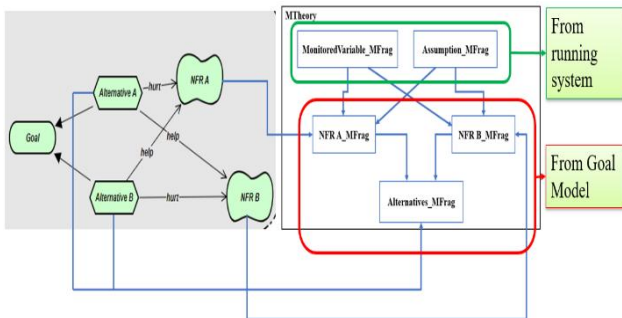 MTheory
MonitoredVariable_MFrag
Assumption_MFrag
From
running
system
Alternative A
hurt
NFR A
Goal
help
help
NFR A_MFrag
NFR B_MFrag
From Goal
Model
Alternative B
hurt
NFR B
Alternatives_MFrag